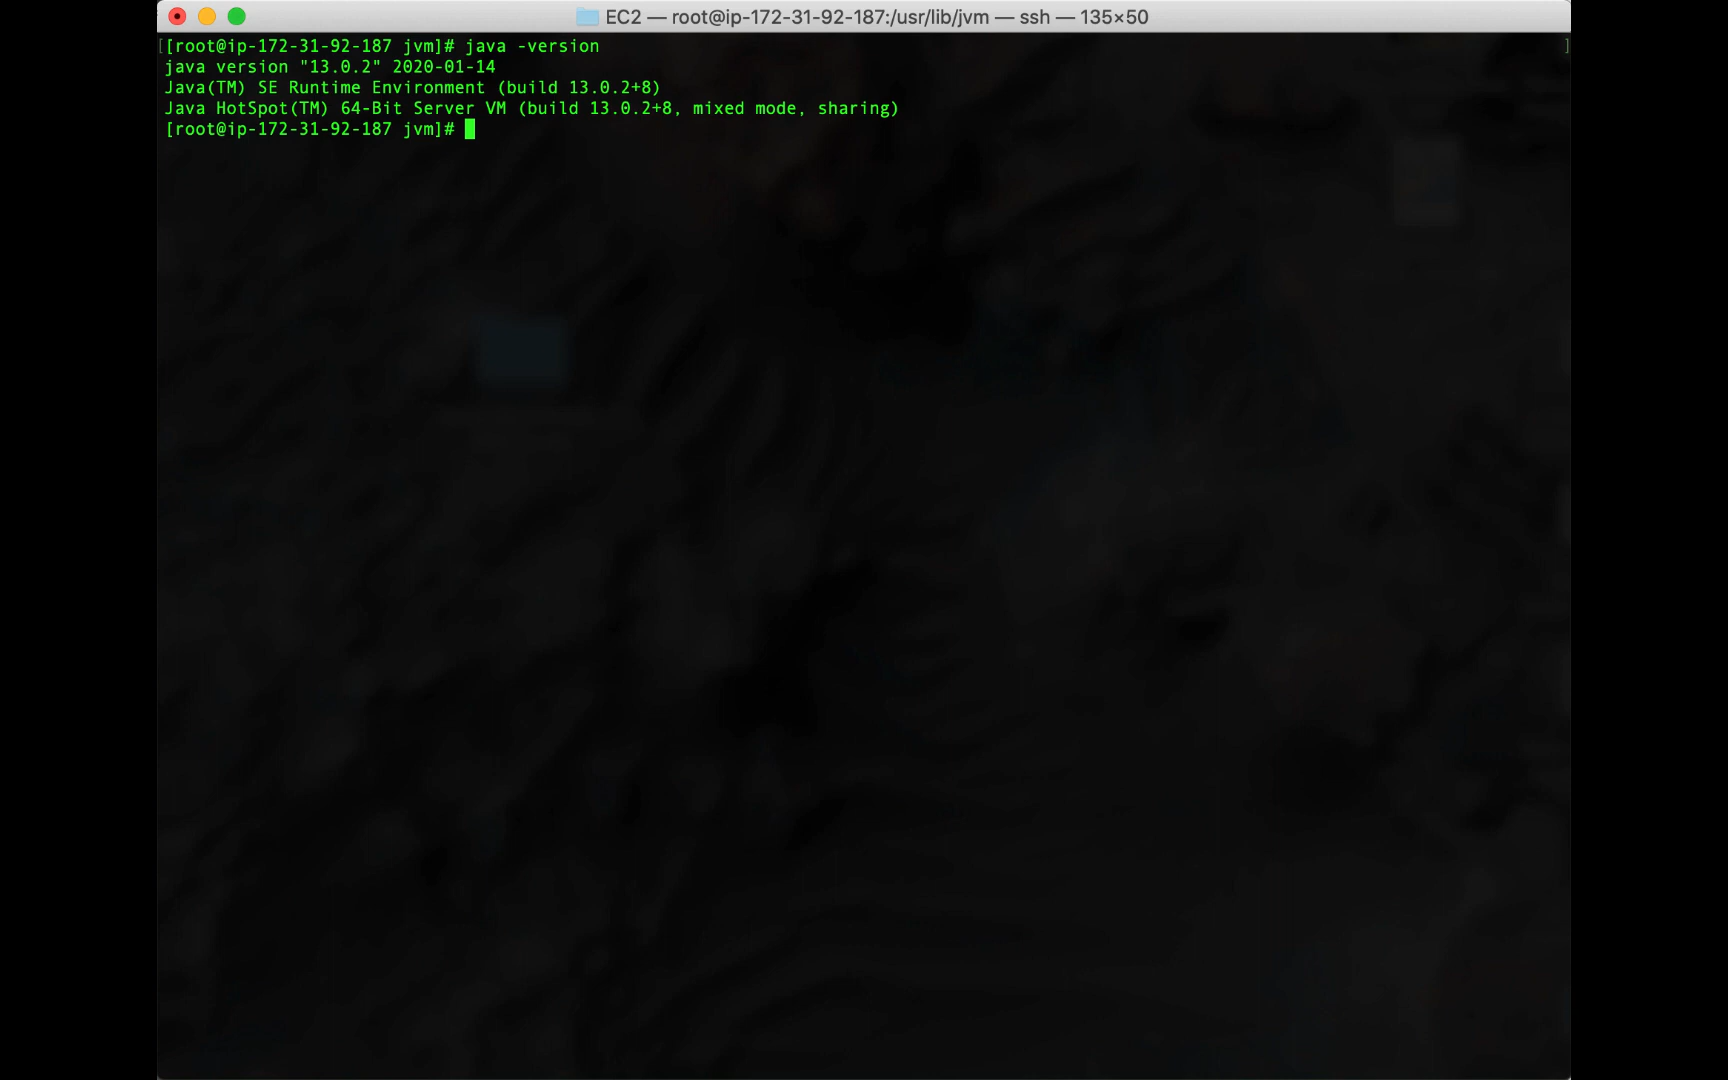 EC2 — root@ip-172-31-92-187:/usr/lib/jvm — ssh — 135×50
[[root@ip-172-31-92-187 jvm]# java -version ]
java version "13.0.2" 2020-01-14
Java(TM) SE Runtime Environment (build 13.0.2+8)
Java HotSpot(TM) 64-Bit Server VM (build 13.0.2+8, mixed mode, sharing)
[root@ip-172-31-92-187 jvm]#